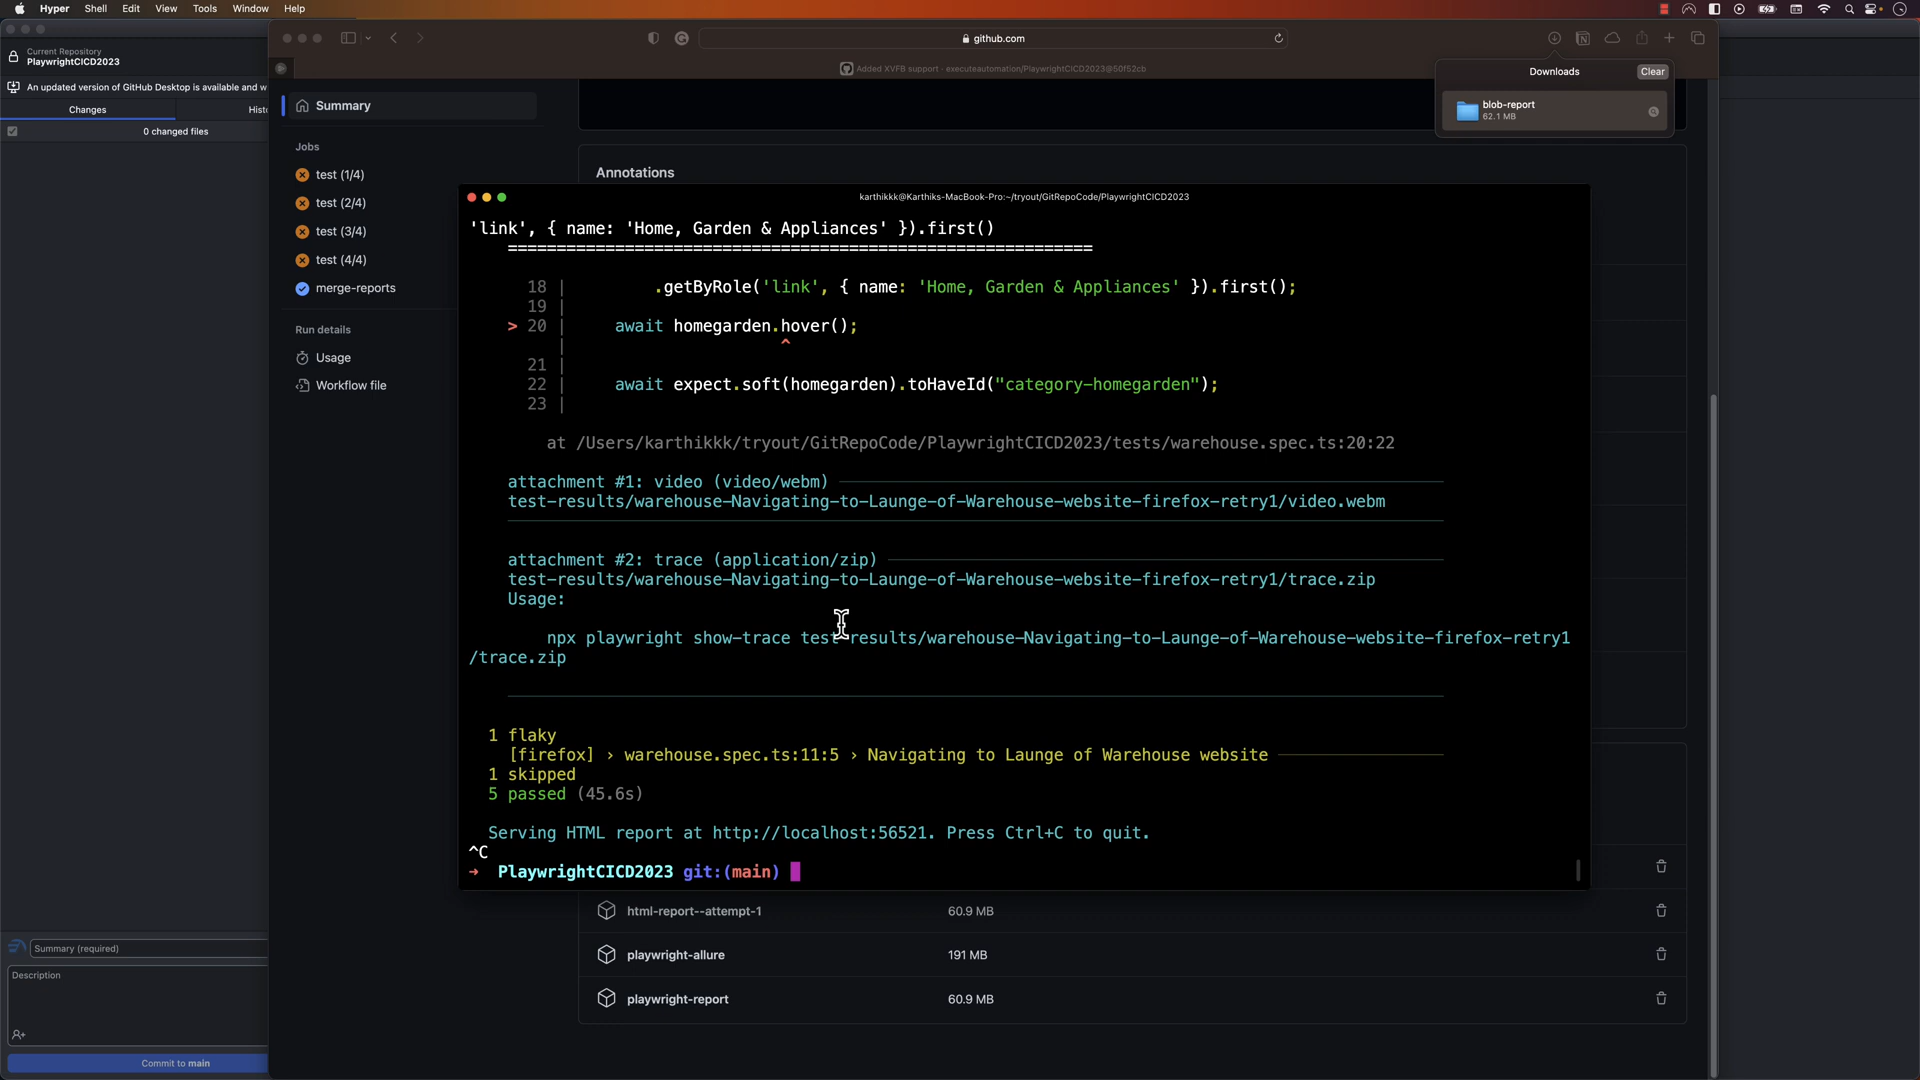 Hyper Shell Edit View Tools Window Help
Current Repository
PlaywrightCICD2023
An updated version of GitHub Desktop is available and w
Changes
Histo
0 changed files
Summary (required)
Description
Commit to main
github.com
Added XVFB support · executeautomation/PlaywrightCICD2023@50f52cb
Downloads
Clear
blob-report
62.1 MB
Summary
Jobs
test (1/4)
test (2/4)
test (3/4)
test (4/4)
merge-reports
Run details
Usage
Workflow file
Annotations
karthikkk@Karthiks-MacBook-Pro:~/tryout/GitRepoCode/PlaywrightCICD2023
'link', { name: 'Home, Garden & Appliances' }).first()
============================================================
18 | .getByRole('link', { name: 'Home, Garden & Appliances' }).first();
19 |
> 20 | await homegarden.hover();
| ^
21 |
22 | await expect.soft(homegarden).toHaveId("category-homegarden");
23 |
at /Users/karthikkk/tryout/GitRepoCode/PlaywrightCICD2023/tests/warehouse.spec.ts:20:22
attachment #1: video (video/webm)
test-results/warehouse-Navigating-to-Launge-of-Warehouse-website-firefox-retry1/video.webm
attachment #2: trace (application/zip)
test-results/warehouse-Navigating-to-Launge-of-Warehouse-website-firefox-retry1/trace.zip
Usage:
npx playwright show-trace test-results/warehouse-Navigating-to-Launge-of-Warehouse-website-firefox-retry1
/trace.zip
1 flaky
[firefox] › warehouse.spec.ts:11:5 › Navigating to Launge of Warehouse website
1 skipped
5 passed (45.6s)
Serving HTML report at http://localhost:56521. Press Ctrl+C to quit.
^C
→ PlaywrightCICD2023 git:(main)
html-report--attempt-1 60.9 MB
playwright-allure 191 MB
playwright-report 60.9 MB